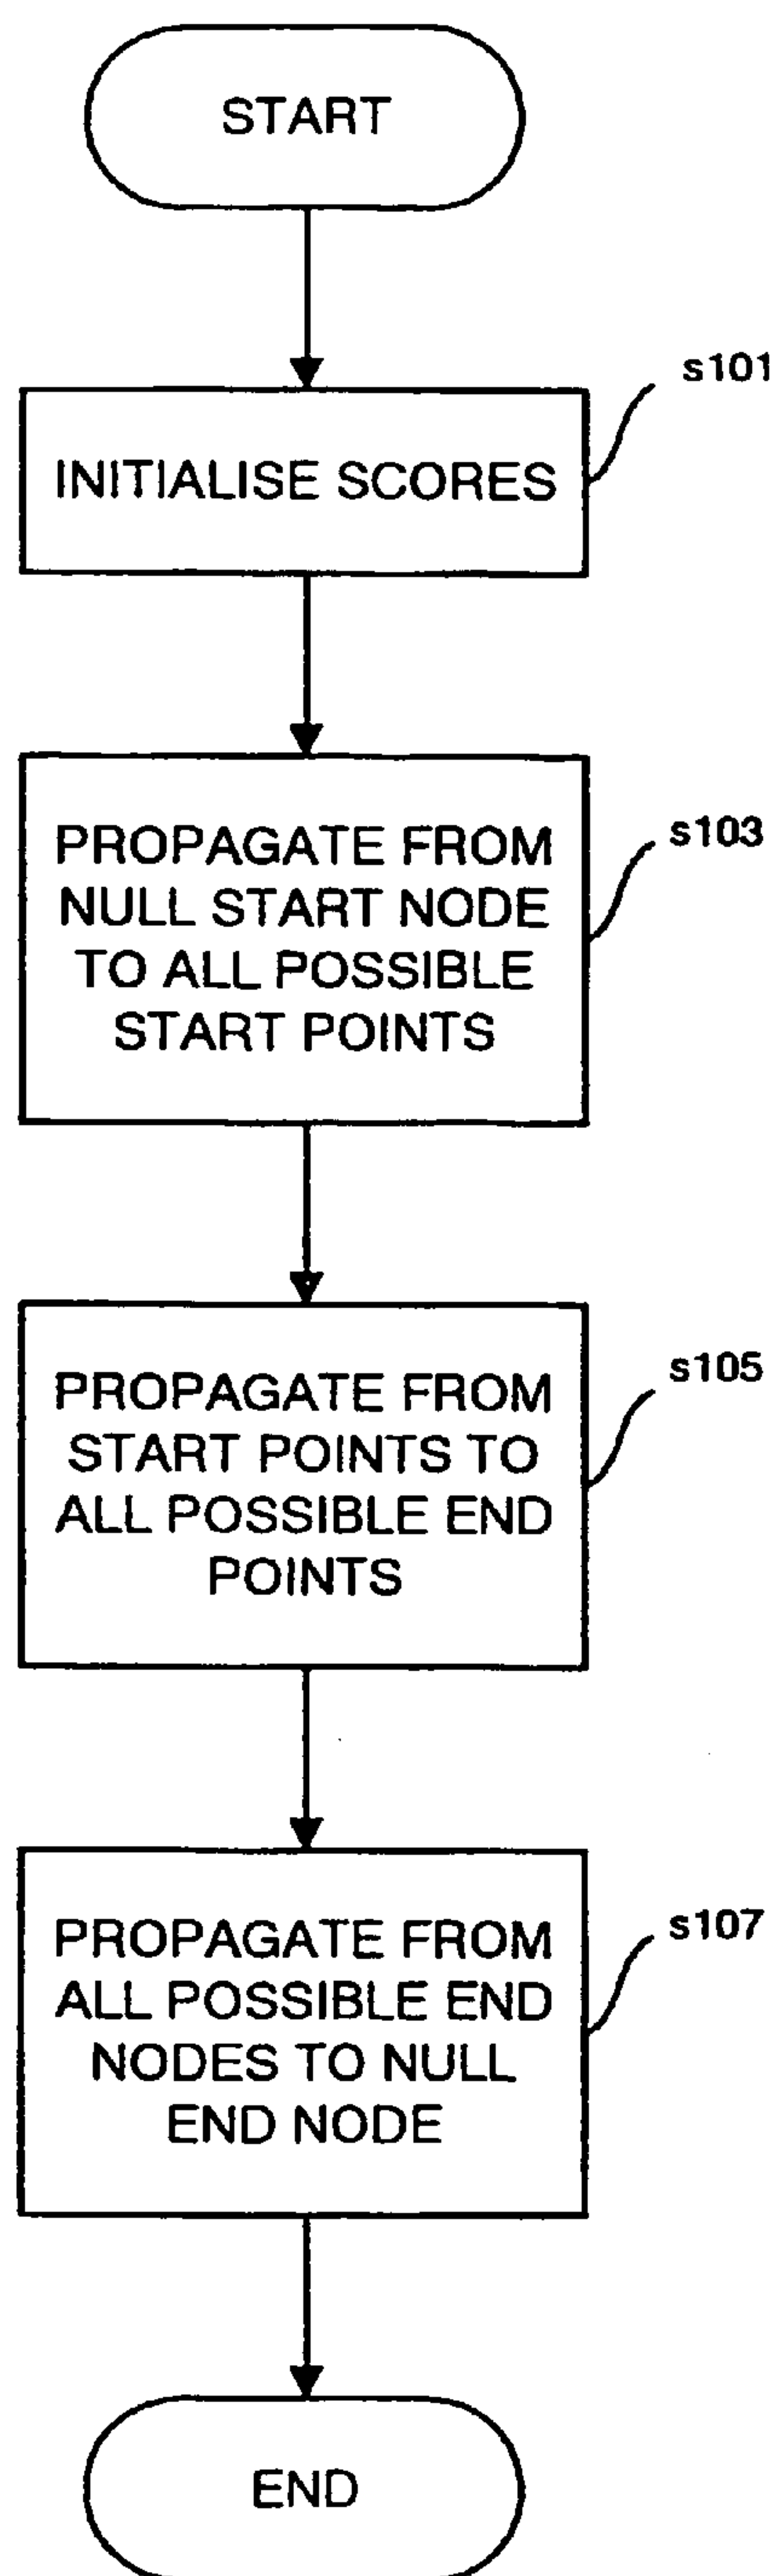 START
s101
INITIALISE SCORES
s103
PROPAGATE FROM
NULL START NODE
TO ALL POSSIBLE
START POINTS
s105
PROPAGATE FROM
START POINTS TO
ALL POSSIBLE END
POINTS
s107
PROPAGATE FROM
ALL POSSIBLE END
NODES TO NULL
END NODE
END